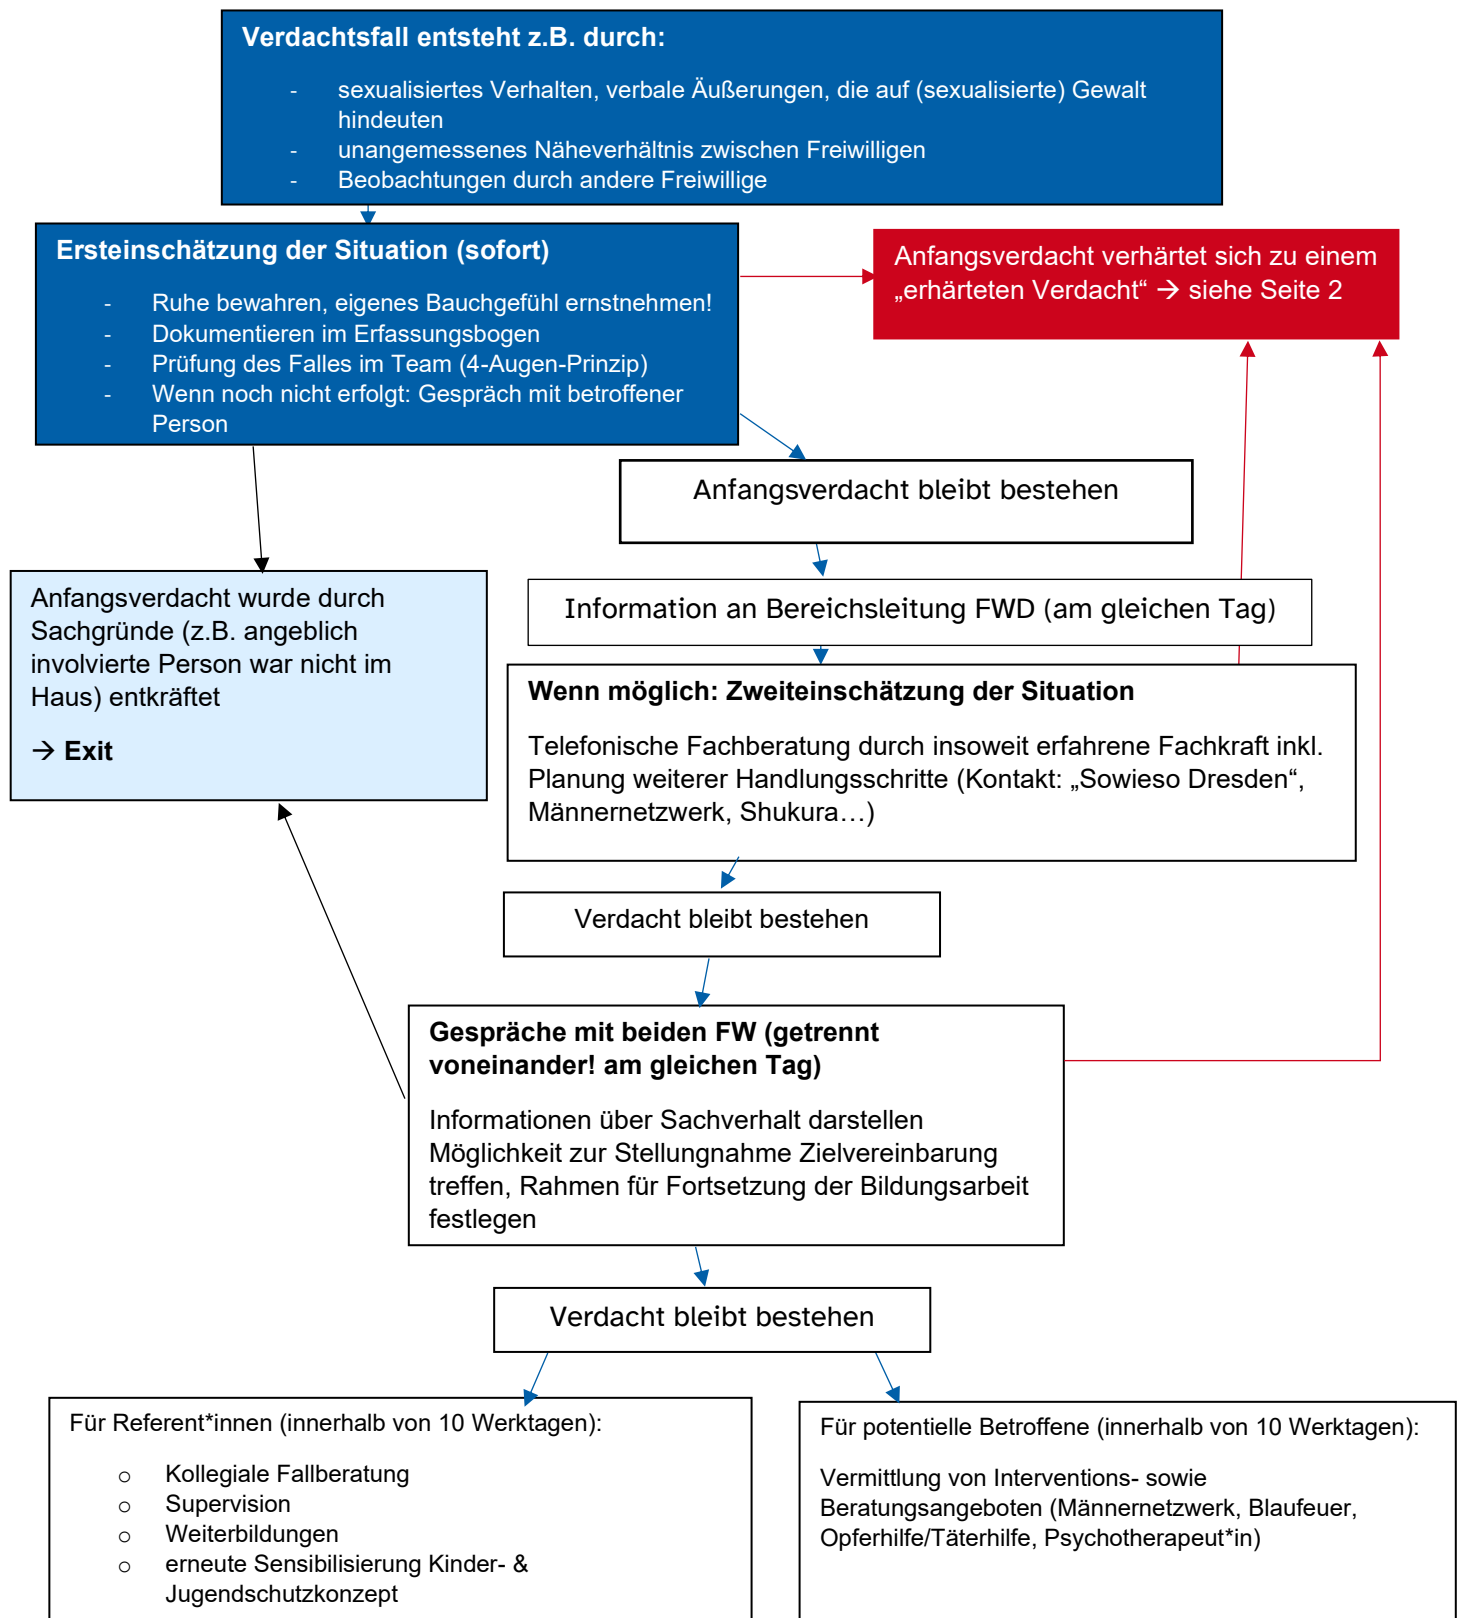 Verdachtsfall entsteht z.B. durch:
- sexualisiertes Verhalten, verbale Äußerungen, die auf (sexualisierte) Gewalt
hindeuten
- unangemessenes Näheverhältnis zwischen Freiwilligen
- Beobachtungen durch andere Freiwillige
Ersteinschätzung der Situation (sofort)
- Ruhe bewahren, eigenes Bauchgefühl ernstnehmen!
- Dokumentieren im Erfassungsbogen
- Prüfung des Falles im Team (4-Augen-Prinzip)
- Wenn noch nicht erfolgt: Gespräch mit betroffener
Person
Anfangsverdacht verhärtet sich zu einem
„erhärteten Verdacht“ → siehe Seite 2
Anfangsverdacht bleibt bestehen
Anfangsverdacht wurde durch
Sachgründe (z.B. angeblich
involvierte Person war nicht im
Haus) entkräftet
→ Exit
Information an Bereichsleitung FWD (am gleichen Tag)
Wenn möglich: Zweiteinschätzung der Situation
Telefonische Fachberatung durch insoweit erfahrene Fachkraft inkl.
Planung weiterer Handlungsschritte (Kontakt: „Sowieso Dresden“,
Männernetzwerk, Shukura…)
Verdacht bleibt bestehen
Gespräche mit beiden FW (getrennt
voneinander! am gleichen Tag)
Informationen über Sachverhalt darstellen
Möglichkeit zur Stellungnahme Zielvereinbarung
treffen, Rahmen für Fortsetzung der Bildungsarbeit
festlegen
Verdacht bleibt bestehen
Für Referent*innen (innerhalb von 10 Werktagen):
o Kollegiale Fallberatung
o Supervision
o Weiterbildungen
o erneute Sensibilisierung Kinder- &
Jugendschutzkonzept
Für potentielle Betroffene (innerhalb von 10 Werktagen):
Vermittlung von Interventions- sowie
Beratungsangeboten (Männernetzwerk, Blaufeuer,
Opferhilfe/Täterhilfe, Psychotherapeut*in)